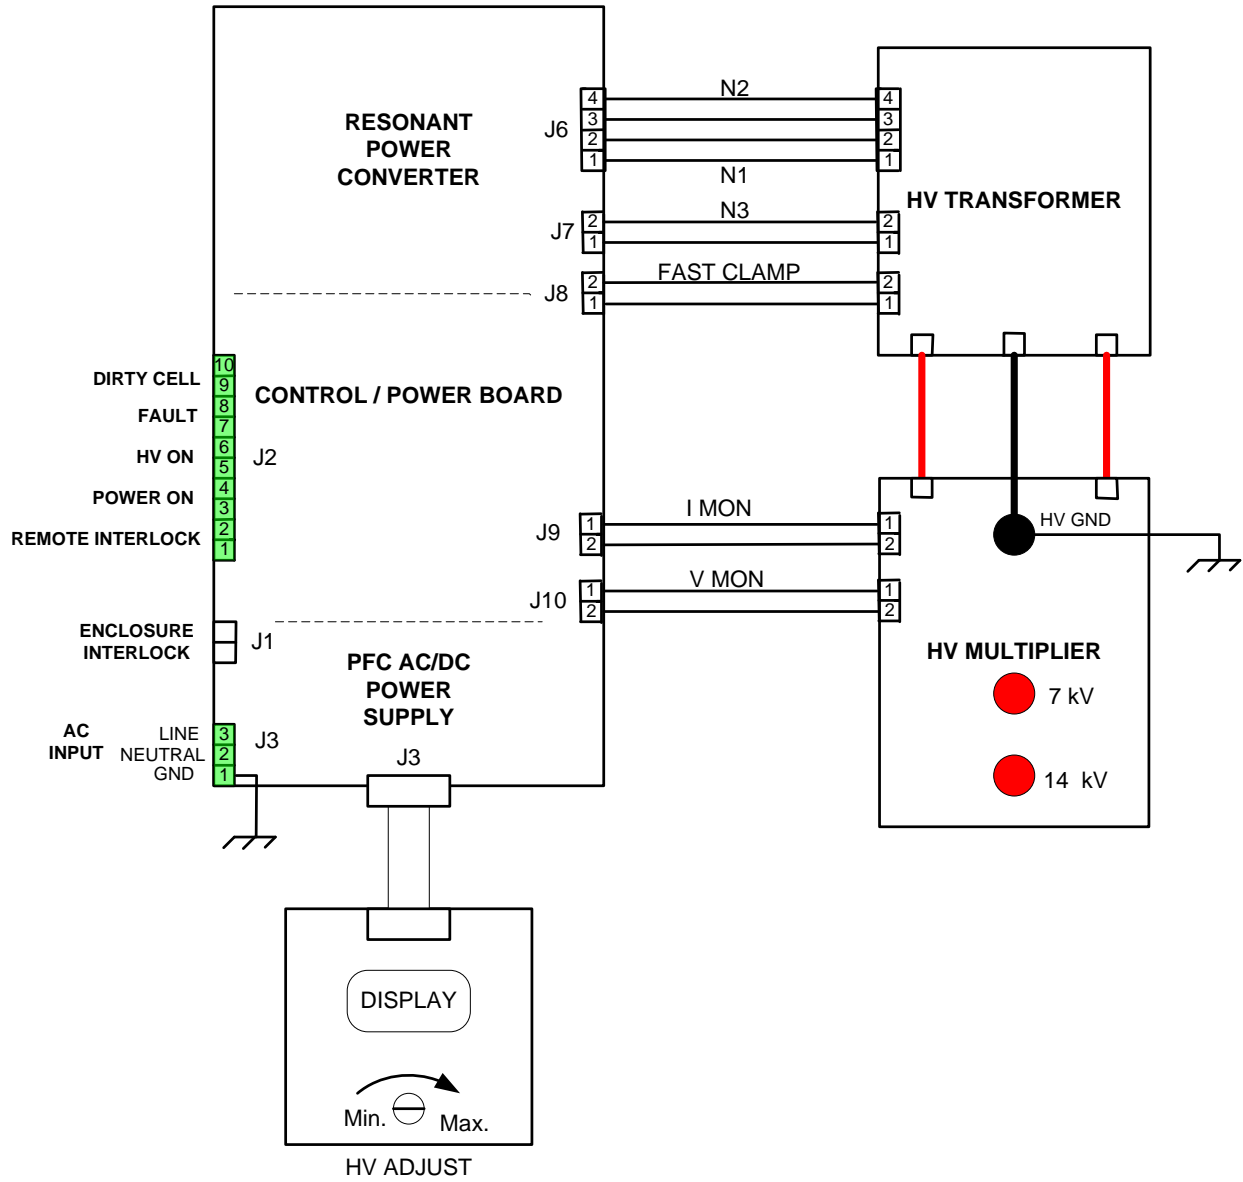 RESONANT
POWER
CONVERTER
J6
4
3
2
1
N2
N1
4
3
2
1
HV TRANSFORMER
J7
2
1
N3
2
1
J8
2
1
FAST CLAMP
2
1
DIRTY CELL
FAULT
HV ON
POWER ON
REMOTE INTERLOCK
10
9
8
7
6
5
4
3
2
1
J2
CONTROL / POWER BOARD
J9
1
2
I MON
1
2
HV GND
J10
1
2
V MON
1
2
ENCLOSURE
INTERLOCK
J1
PFC AC/DC
POWER
SUPPLY
HV MULTIPLIER
7 kV
14 kV
AC
INPUT
LINE
NEUTRAL
GND
3
2
1
J3
J3
DISPLAY
Min.
Max.
HV ADJUST